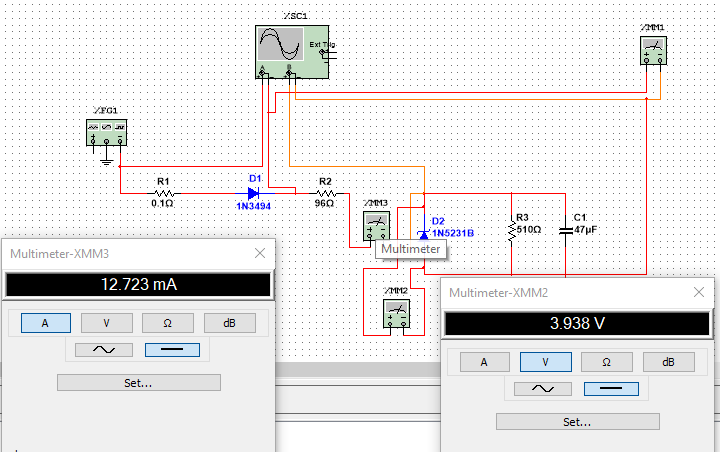 XSC1
Ext Trig
A
B
XMM1
XFG1
R1
0.1Ω
D1
1N3494
R2
96Ω
XMM3
D2
1N5231B
R3
510Ω
C1
47µF
Multimeter
XMM2
Multimeter-XMM3
12.723 mA
A V Ω dB
Set...
Multimeter-XMM2
3.938 V
A V Ω dB
Set...